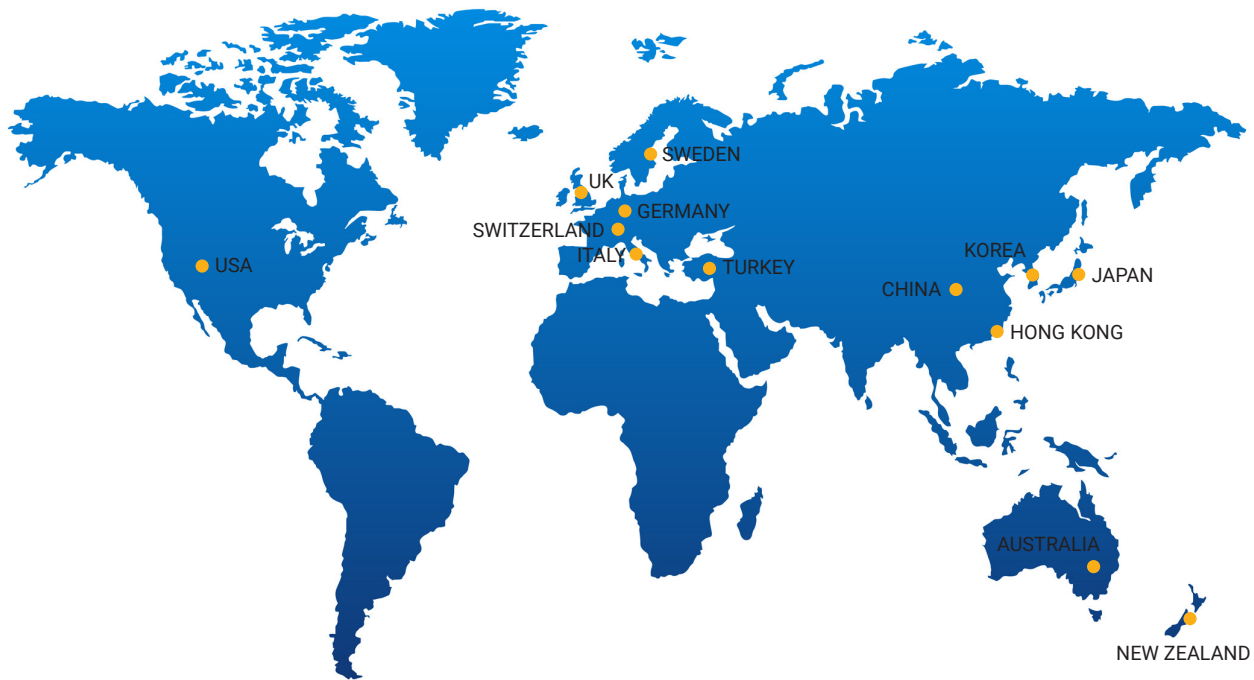 SWEDEN
UK
GERMANY
SWITZERLAND
ITALY
USA
TURKEY
KOREA
JAPAN
CHINA
HONG KONG
AUSTRALIA
NEW ZEALAND